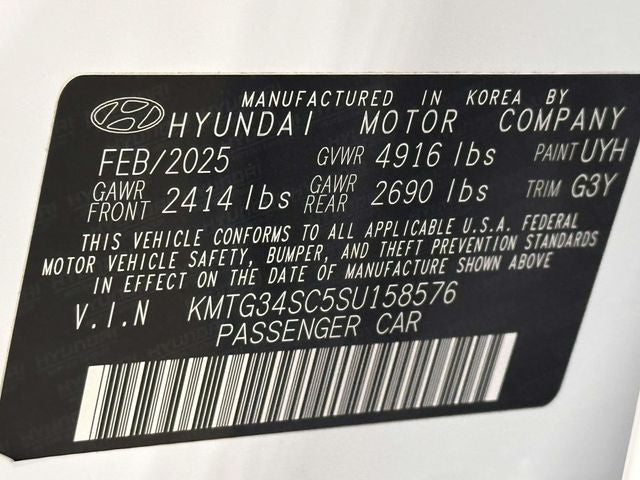 MANUFACTURED IN KOREA BY
HYUNDAI MOTOR COMPANY
FEB/2025 GVWR 4916 lbs PAINT UYH
GAWR FRONT 2414 lbs GAWR REAR 2690 lbs TRIM G3Y
THIS VEHICLE CONFORMS TO ALL APPLICABLE U.S.A. FEDERAL
MOTOR VEHICLE SAFETY, BUMPER, AND THEFT PREVENTION STANDARDS
IN EFFECT ON THE DATE OF MANUFACTURE SHOWN ABOVE
V.I.N KMTG34SC5SU158576
PASSENGER CAR